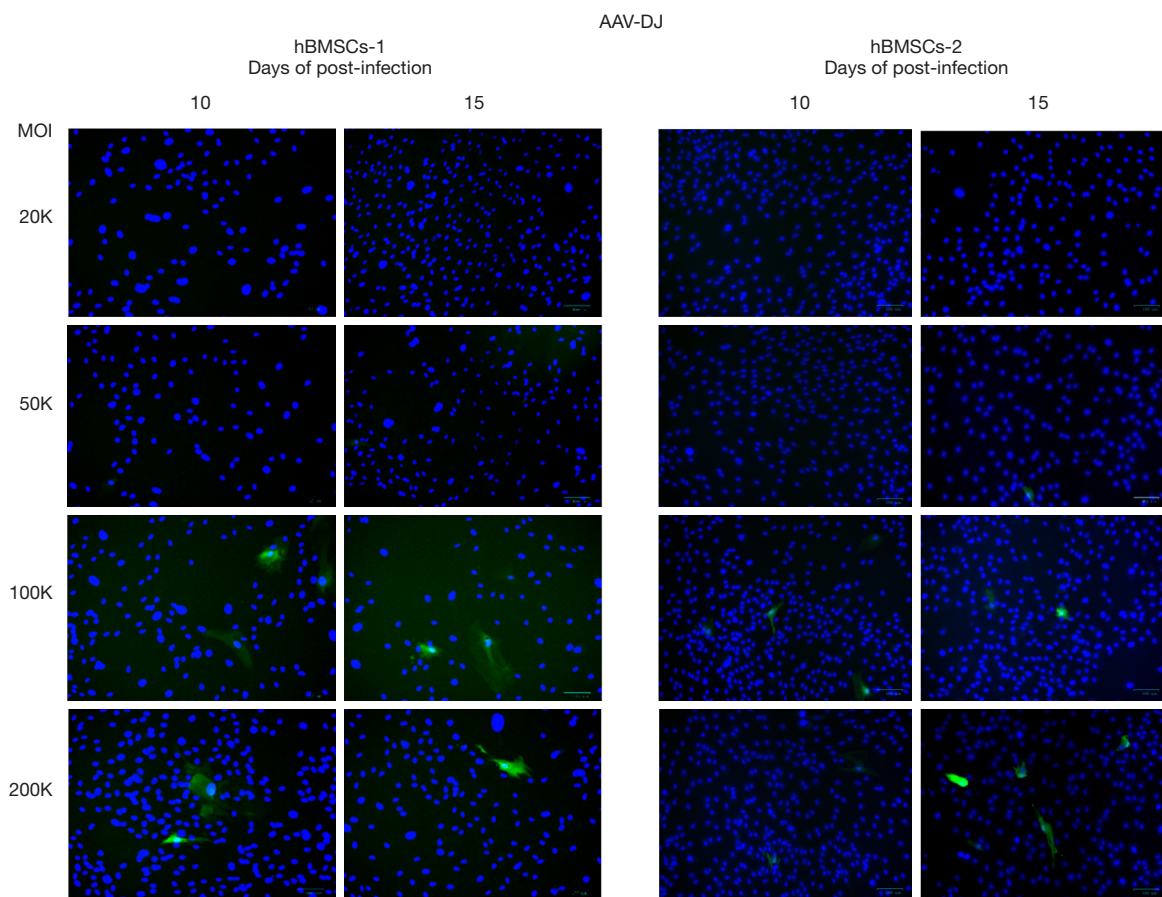 AAV-DJ
hBMSCs-1
Days of post-infection
10
15
hBMSCs-2
Days of post-infection
10
15
MOI
20K
50K
100K
200K